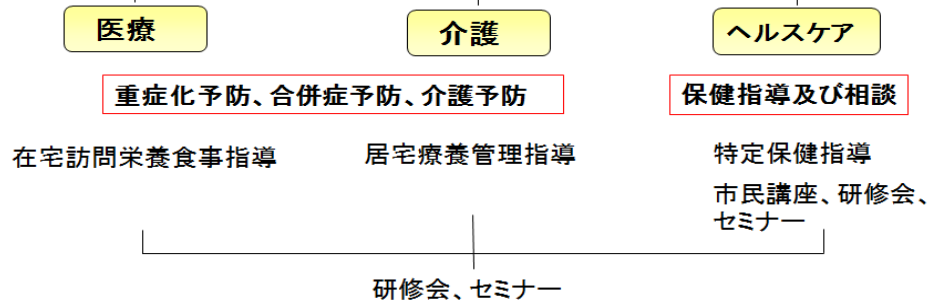 医療
介護
ヘルスケア
重症化予防、合併症予防、介護予防
保健指導及び相談
在宅訪問栄養食事指導
居宅療養管理指導
特定保健指導
市民講座、研修会、
セミナー
研修会、セミナー